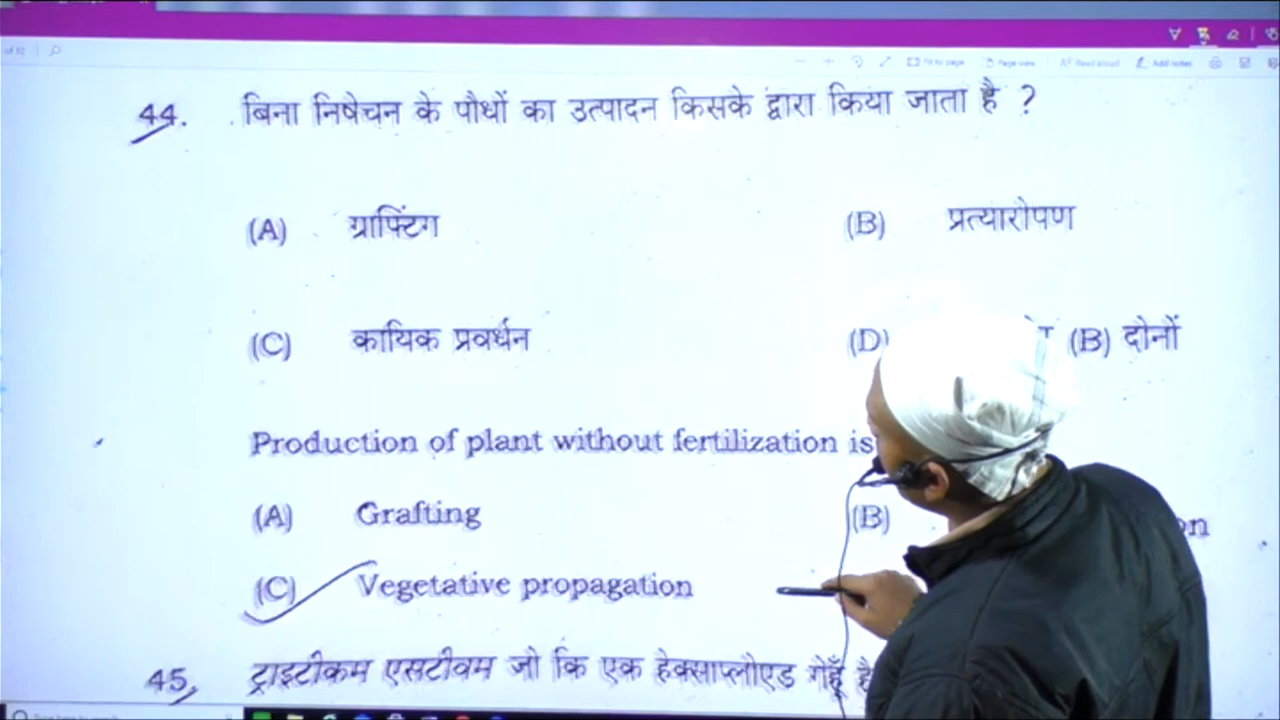 44. बिना निषेचन के पौधों का उत्पादन किसके द्वारा किया जाता है ?
(A) ग्राफ्टिंग (B) प्रत्यारोपण
(C) कायिक प्रवर्धन (D) (B) दोनों
Production of plant without fertilization is
(A) Grafting (B)
(C) Vegetative propagation
45. ट्राइटीकम एसटीवम जो कि एक हेक्साप्लोएड गेहूँ है